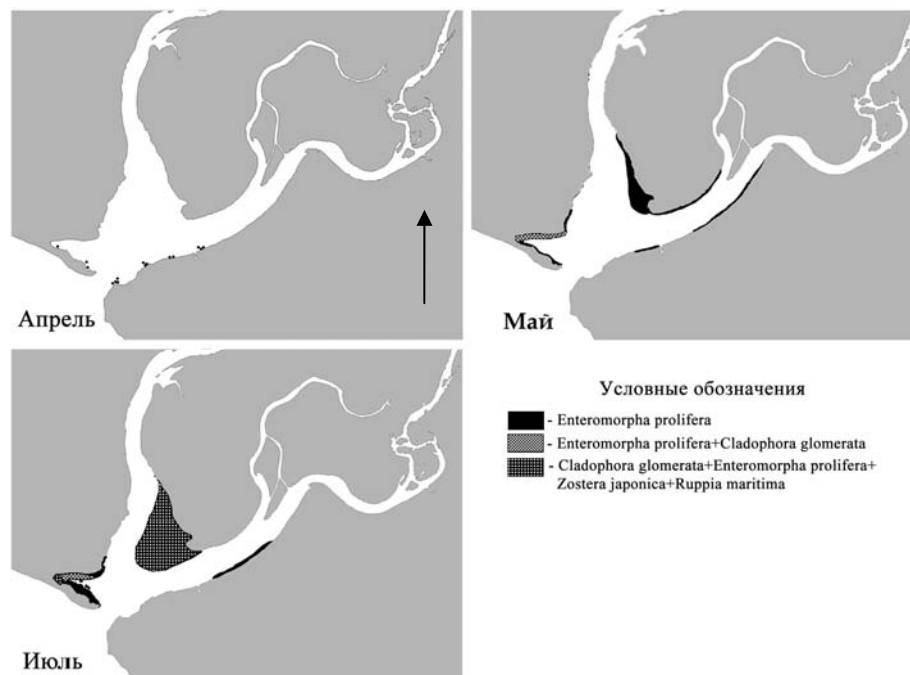 Апрель
Май
Июль
Условные обозначения
- Enteromorpha prolifera
- Enteromorpha prolifera+Cladophora glomerata
- Cladophora glomerata+Enteromorpha prolifera+
Zostera japonica+Ruppia maritima